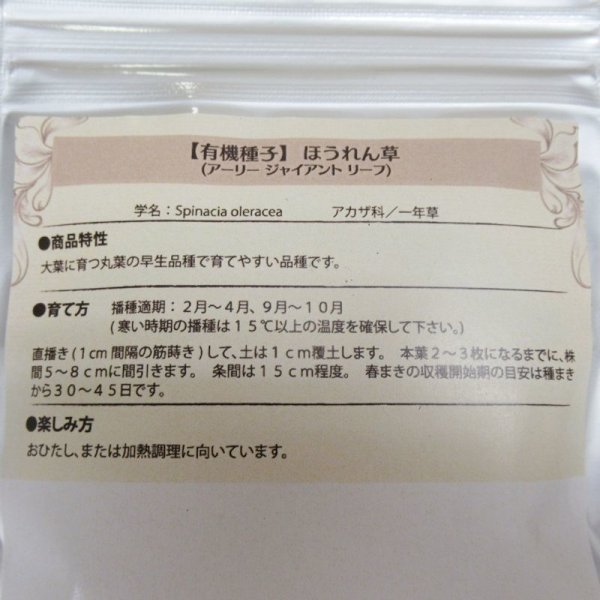 【有機種子】 ほうれん草
(アーリー ジャイアント リーフ)
学名：Spinacia oleracea アカザ科／一年草
●商品特性
大葉に育つ丸葉の早生品種で育てやすい品種です。
●育て方 播種適期：２月～４月、９月～１０月
(寒い時期の播種は１５℃以上の温度を確保して下さい。)
直播き(1cm間隔の筋蒔き)して、土は１ｃｍ覆土します。 本葉２～３枚になるまでに、株
間５～８ｃｍに間引きます。 条間は１５ｃｍ程度。 春まきの収穫開始期の目安は種まき
から３０～４５日です。
●楽しみ方
おひたし、または加熱調理に向いています。